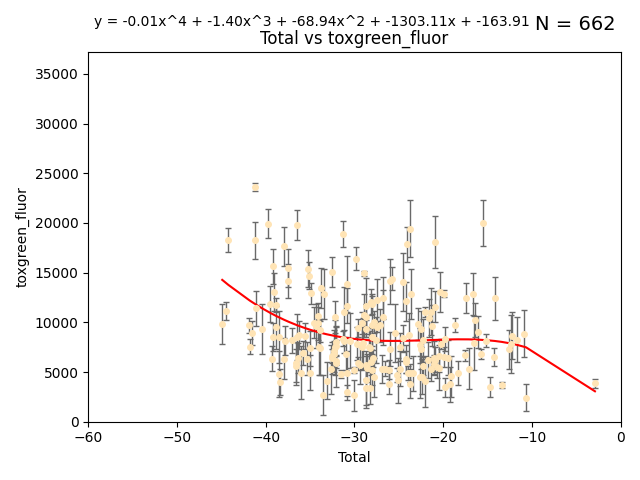 y = -0.01x^4 + -1.40x^3 + -68.94x^2 + -1303.11x + -163.91 N = 662
Total vs toxgreen_fluor
35000
30000
25000
20000
15000
10000
5000
0
toxgreen_fluor
−60 −50 −40 −30 −20 −10 0
Total